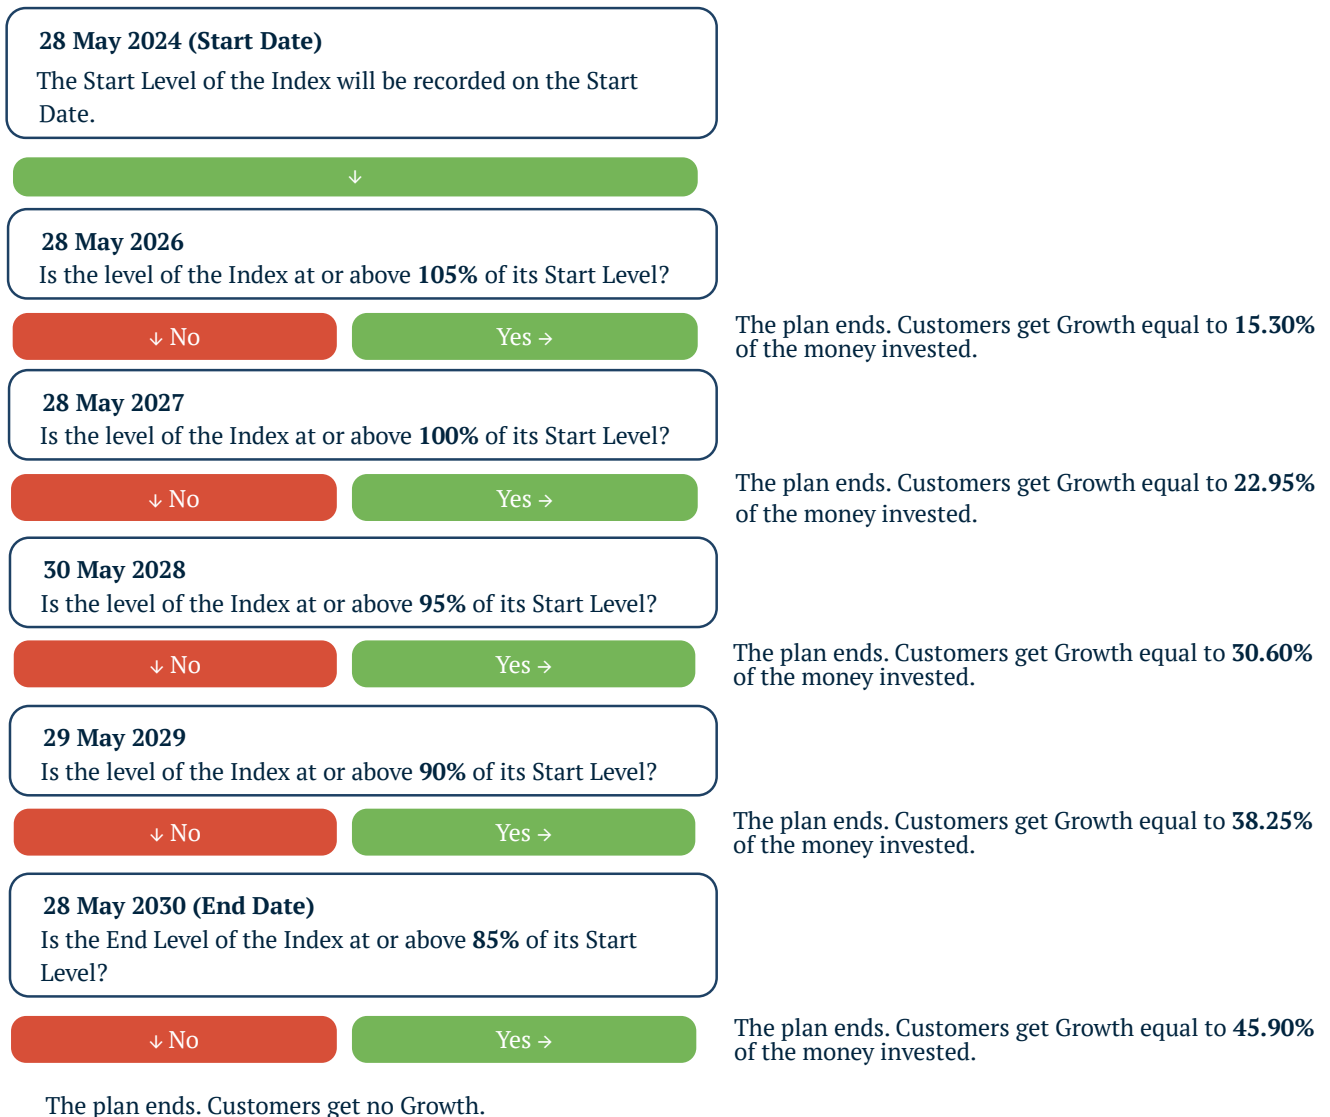 28 May 2024 (Start Date)
The Start Level of the Index will be recorded on the Start
Date.
↓
28 May 2026
Is the level of the Index at or above 105% of its Start Level?
↓ No
Yes →
The plan ends. Customers get Growth equal to 15.30%
of the money invested.
28 May 2027
Is the level of the Index at or above 100% of its Start Level?
↓ No
Yes →
The plan ends. Customers get Growth equal to 22.95%
of the money invested.
30 May 2028
Is the level of the Index at or above 95% of its Start Level?
↓ No
Yes →
The plan ends. Customers get Growth equal to 30.60%
of the money invested.
29 May 2029
Is the level of the Index at or above 90% of its Start Level?
↓ No
Yes →
The plan ends. Customers get Growth equal to 38.25%
of the money invested.
28 May 2030 (End Date)
Is the End Level of the Index at or above 85% of its Start
Level?
↓ No
Yes →
The plan ends. Customers get Growth equal to 45.90%
of the money invested.
The plan ends. Customers get no Growth.